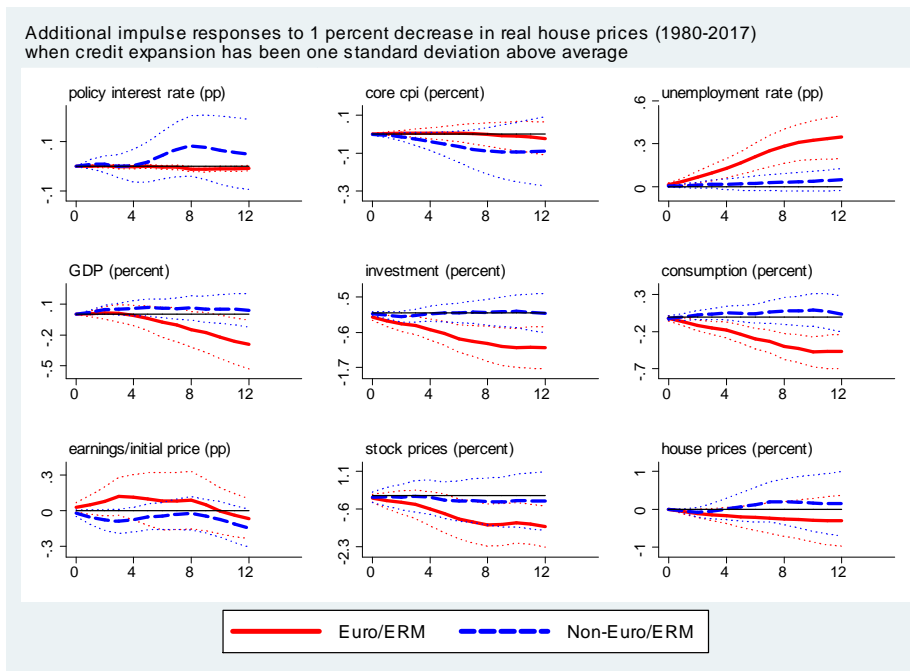 Additional impulse responses to 1 percent decrease in real house prices (1980-2017)
when credit expansion has been one standard deviation above average
policy interest rate (pp)
.1
-.1
0 4 8 12
core cpi (percent)
.1
-.1
-.3
0 4 8 12
unemployment rate (pp)
.6
.3
0
0 4 8 12
GDP (percent)
.1
-.2
-.5
0 4 8 12
investment (percent)
.5
-.6
-1.7
0 4 8 12
consumption (percent)
.3
-.2
-.7
0 4 8 12
earnings/initial price (pp)
.3
0
-.3
0 4 8 12
stock prices (percent)
1.1
-.6
-2.3
0 4 8 12
house prices (percent)
1
0
-1
0 4 8 12
Euro/ERM
Non-Euro/ERM